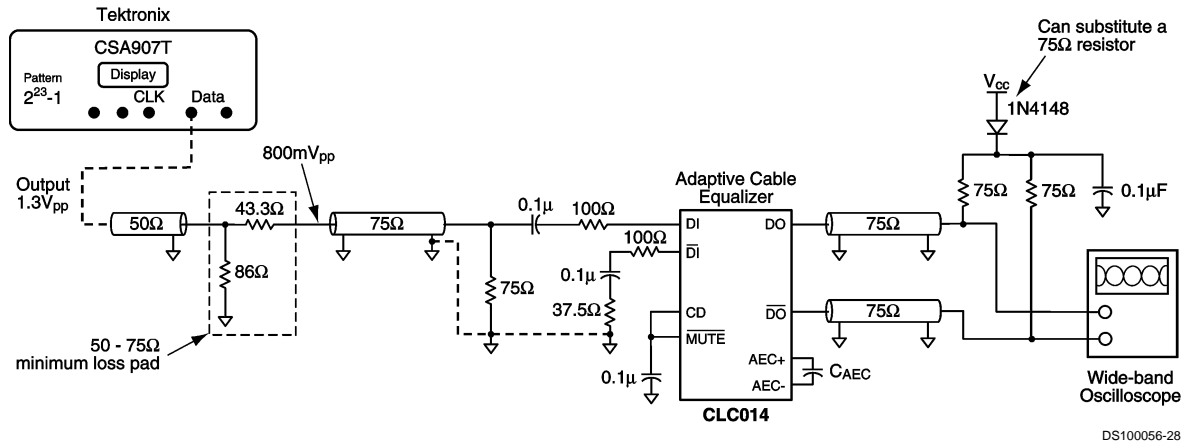 Tektronix
CSA907T
Display
Pattern
2²³-1
CLK
Data
Can substitute a
75Ω resistor
Vcc
1N4148
75Ω
75Ω
0.1μF
Output
1.3Vpp
800mVpp
50Ω
43.3Ω
86Ω
50 - 75Ω
minimum loss pad
75Ω
0.1μ
100Ω
100Ω
0.1μ
75Ω
37.5Ω
0.1μ
Adaptive Cable
Equalizer
DI
D̅I̅
CD
M̅U̅T̅E̅
DO
D̅O̅
AEC+
AEC-
CAEC
CLC014
75Ω
75Ω
Wide-band
Oscilloscope
DS100056-28